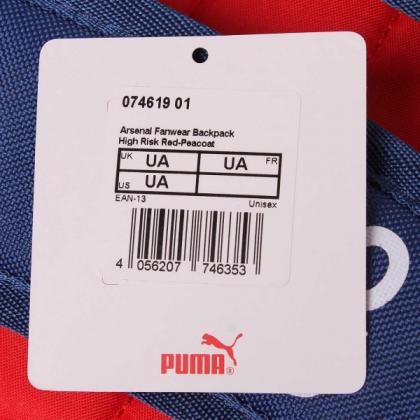 074619 01
Arsenal Fanwear Backpack
High Risk Red-Peacoat
UK UA UA FR
US UA
EAN-13 Unisex
4 056207 746353
PUMA®